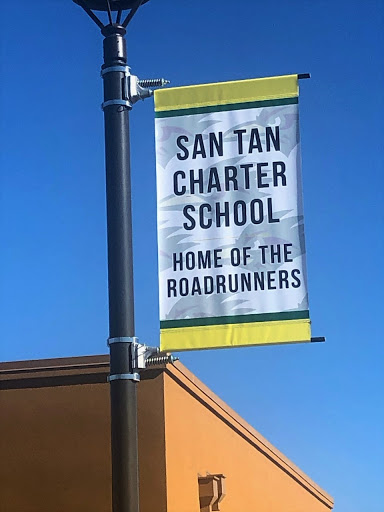 SAN TAN
CHARTER
SCHOOL
HOME OF THE
ROADRUNNERS